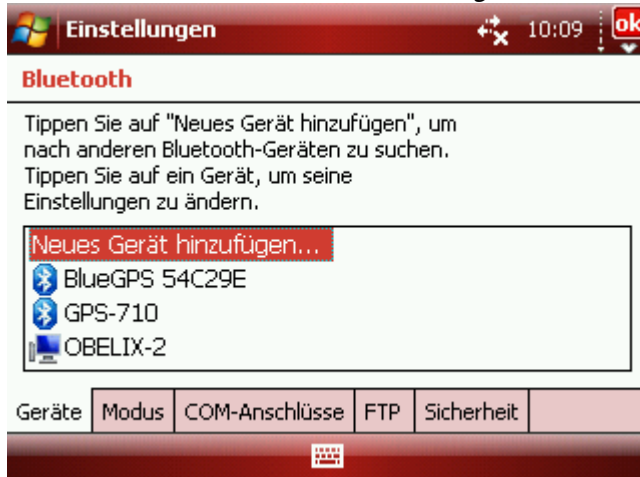 Einstellungen 10:09 ok
Bluetooth
Tippen Sie auf "Neues Gerät hinzufügen", um
nach anderen Bluetooth-Geräten zu suchen.
Tippen Sie auf ein Gerät, um seine
Einstellungen zu ändern.
Neues Gerät hinzufügen...
BlueGPS 54C29E
GPS-710
OBELIX-2
Geräte Modus COM-Anschlüsse FTP Sicherheit